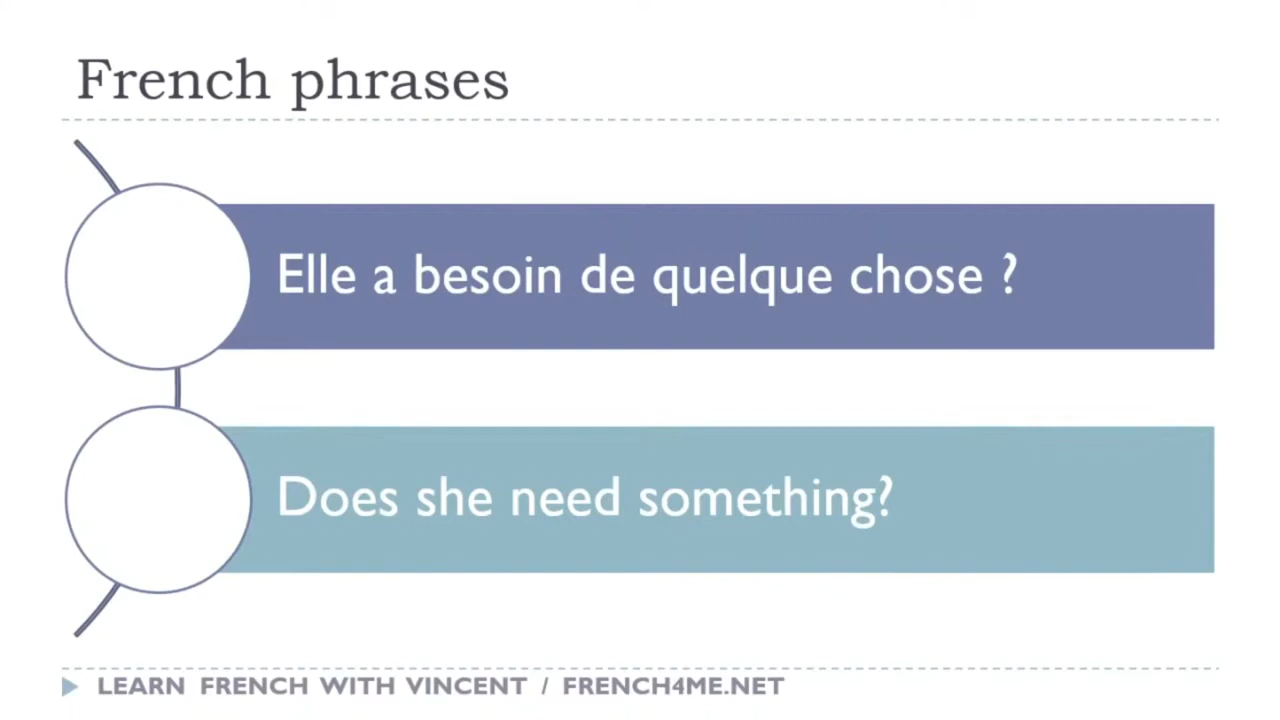 French phrases
Elle a besoin de quelque chose ?
Does she need something?
LEARN FRENCH WITH VINCENT / FRENCH4ME.NET